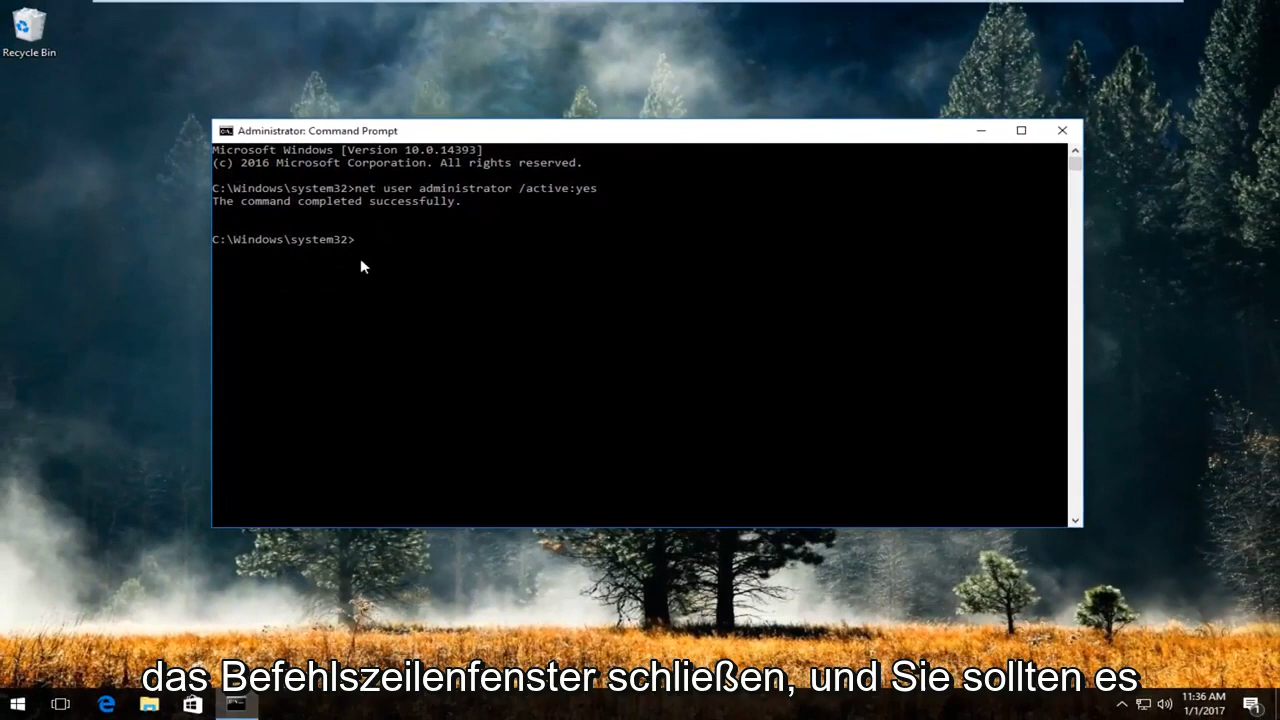 Recycle Bin
Administrator: Command Prompt
Microsoft Windows [Version 10.0.14393]
(c) 2016 Microsoft Corporation. All rights reserved.
C:\Windows\system32>net user administrator /active:yes
The command completed successfully.
C:\Windows\system32>
das Befehlszeilenfenster schließen, und Sie sollten es
11:36 AM
1/1/2017
1